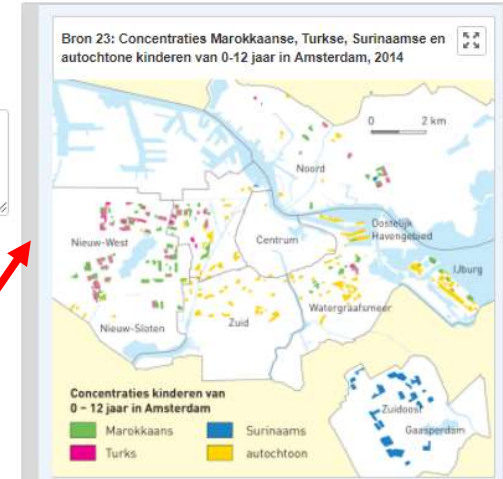 Bron 23: Concentraties Marokkaanse, Turkse, Surinaamse en
autochtone kinderen van 0-12 jaar in Amsterdam, 2014
0 2 km
Noord
Oostelijk
Havengebied
Nieuw-West
Centrum
IJburg
Watergraafsmeer
Nieuw-Sloten
Zuid
Concentraties kinderen van
0 – 12 jaar in Amsterdam
Marokkaans
Surinaams
Turks
autochtoon
Zuidoost
Gaasperdam